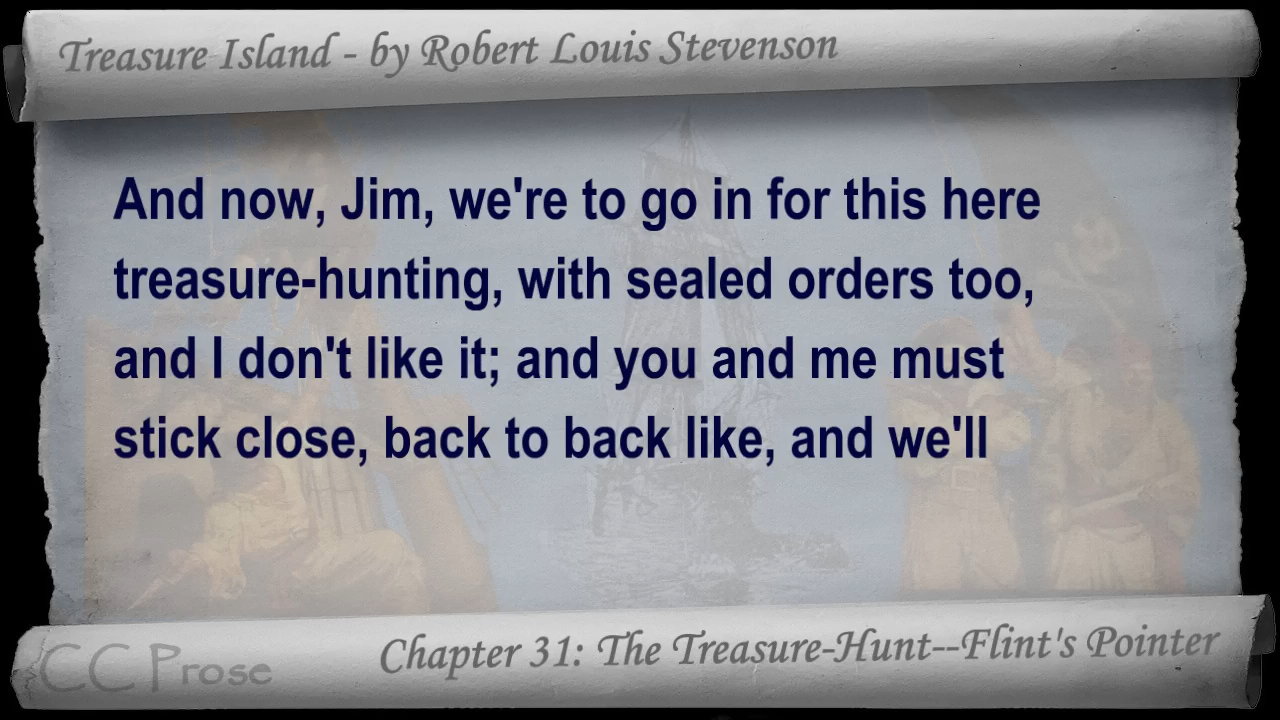 Treasure Island - by Robert Louis Stevenson
And now, Jim, we're to go in for this here
treasure-hunting, with sealed orders too,
and I don't like it; and you and me must
stick close, back to back like, and we'll
CC Prose
Chapter 31: The Treasure-Hunt--Flint's Pointer